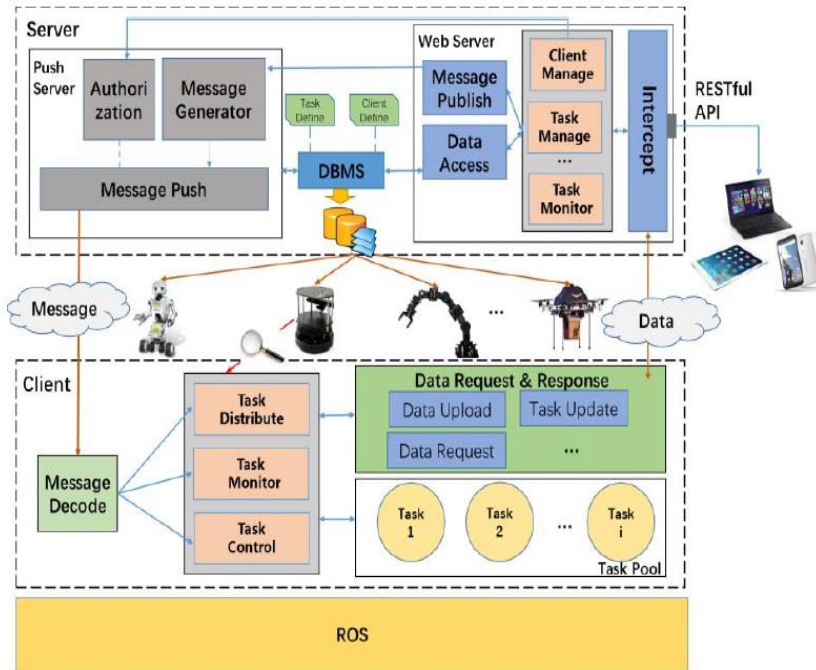 Server
Push
Server
Authori
zation
Message
Generator
Message Push
Task
Define
Client
Define
DBMS
Web Server
Message
Publish
Data
Access
Client
Manage
Task
Manage
...
Task
Monitor
Intercept
RESTful
API
Message
...
Data
Client
Message
Decode
Task
Distribute
Task
Monitor
Task
Control
Data Request & Response
Data Upload
Task Update
Data Request
...
Task
1
Task
2
...
Task
i
Task Pool
ROS